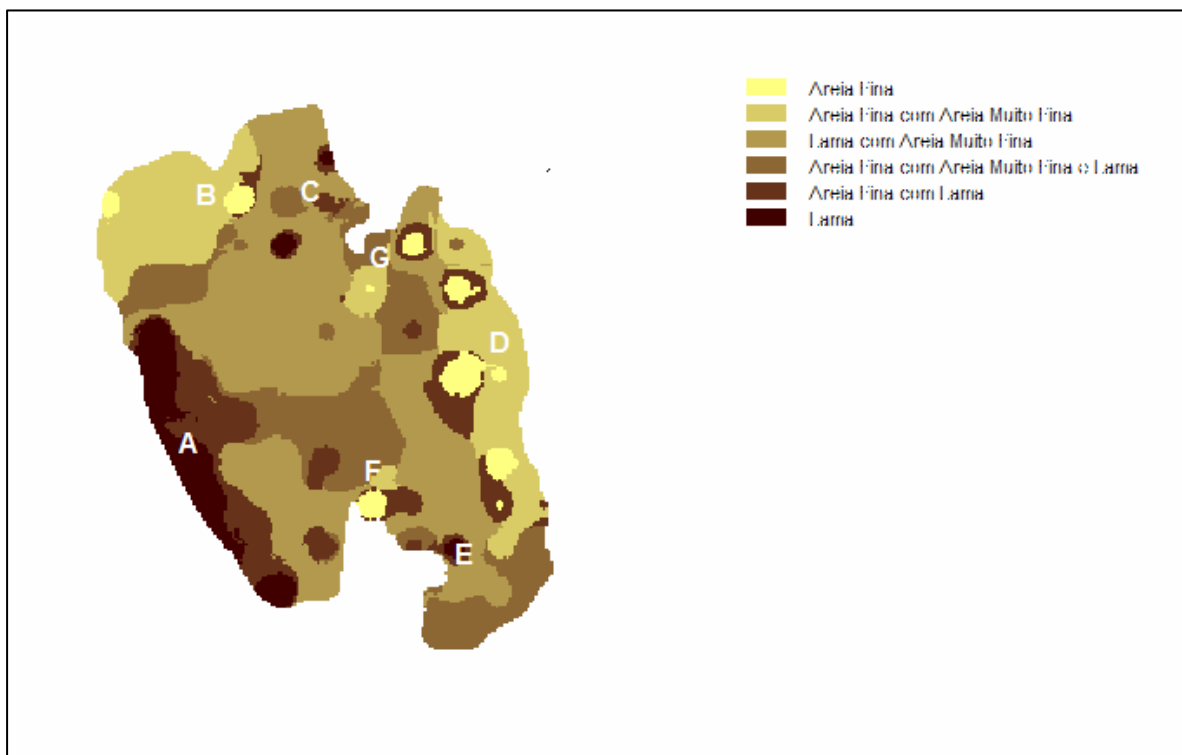 Areia Fina
Areia Fina com Areia Muito Fina
Lama com Areia Muito Fina
Areia Fina com Areia Muito Fina e Lama
Areia Fina com Lama
Lama
B
C
G
D
A
F
E